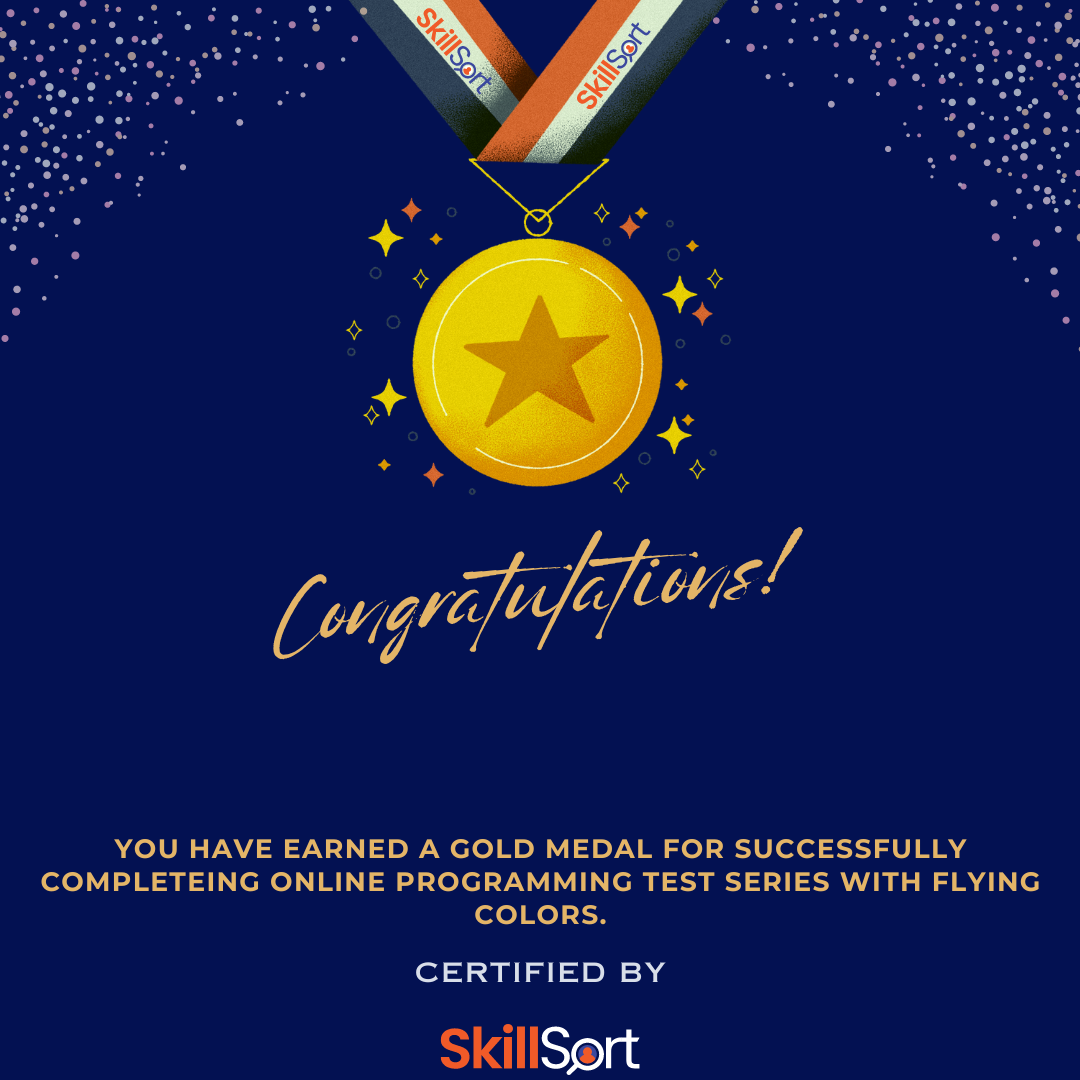 SkillSort
SkillSort
Congratulations!
YOU HAVE EARNED A GOLD MEDAL FOR SUCCESSFULLY
COMPLETEING ONLINE PROGRAMMING TEST SERIES WITH FLYING
COLORS.
CERTIFIED BY
SkillSort